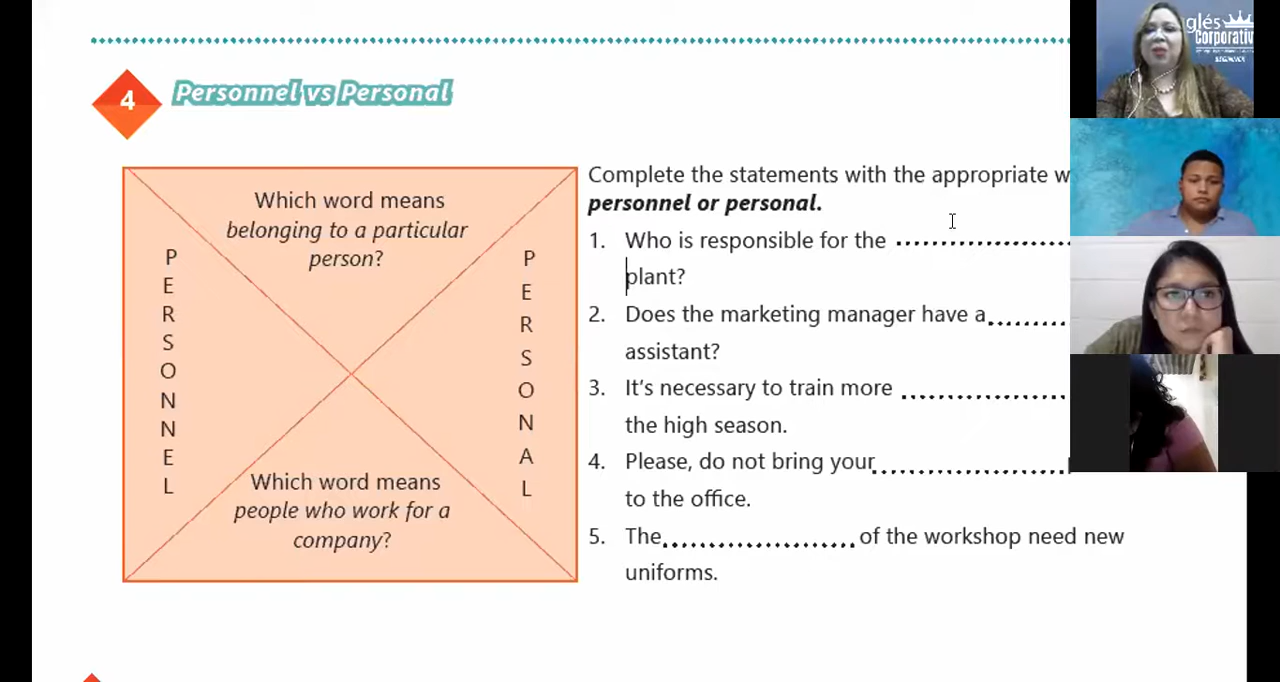 4
Personnel vs Personal
Which word means
belonging to a particular
person?
PERSONNEL
PERSONAL
Which word means
people who work for a
company?
Complete the statements with the appropriate
personnel or personal.
1. Who is responsible for the ....................
plant?
2. Does the marketing manager have a.........
assistant?
3. It's necessary to train more ....................
the high season.
4. Please, do not bring your........................
to the office.
5. The.......................of the workshop need new
uniforms.
glés
Corporativ